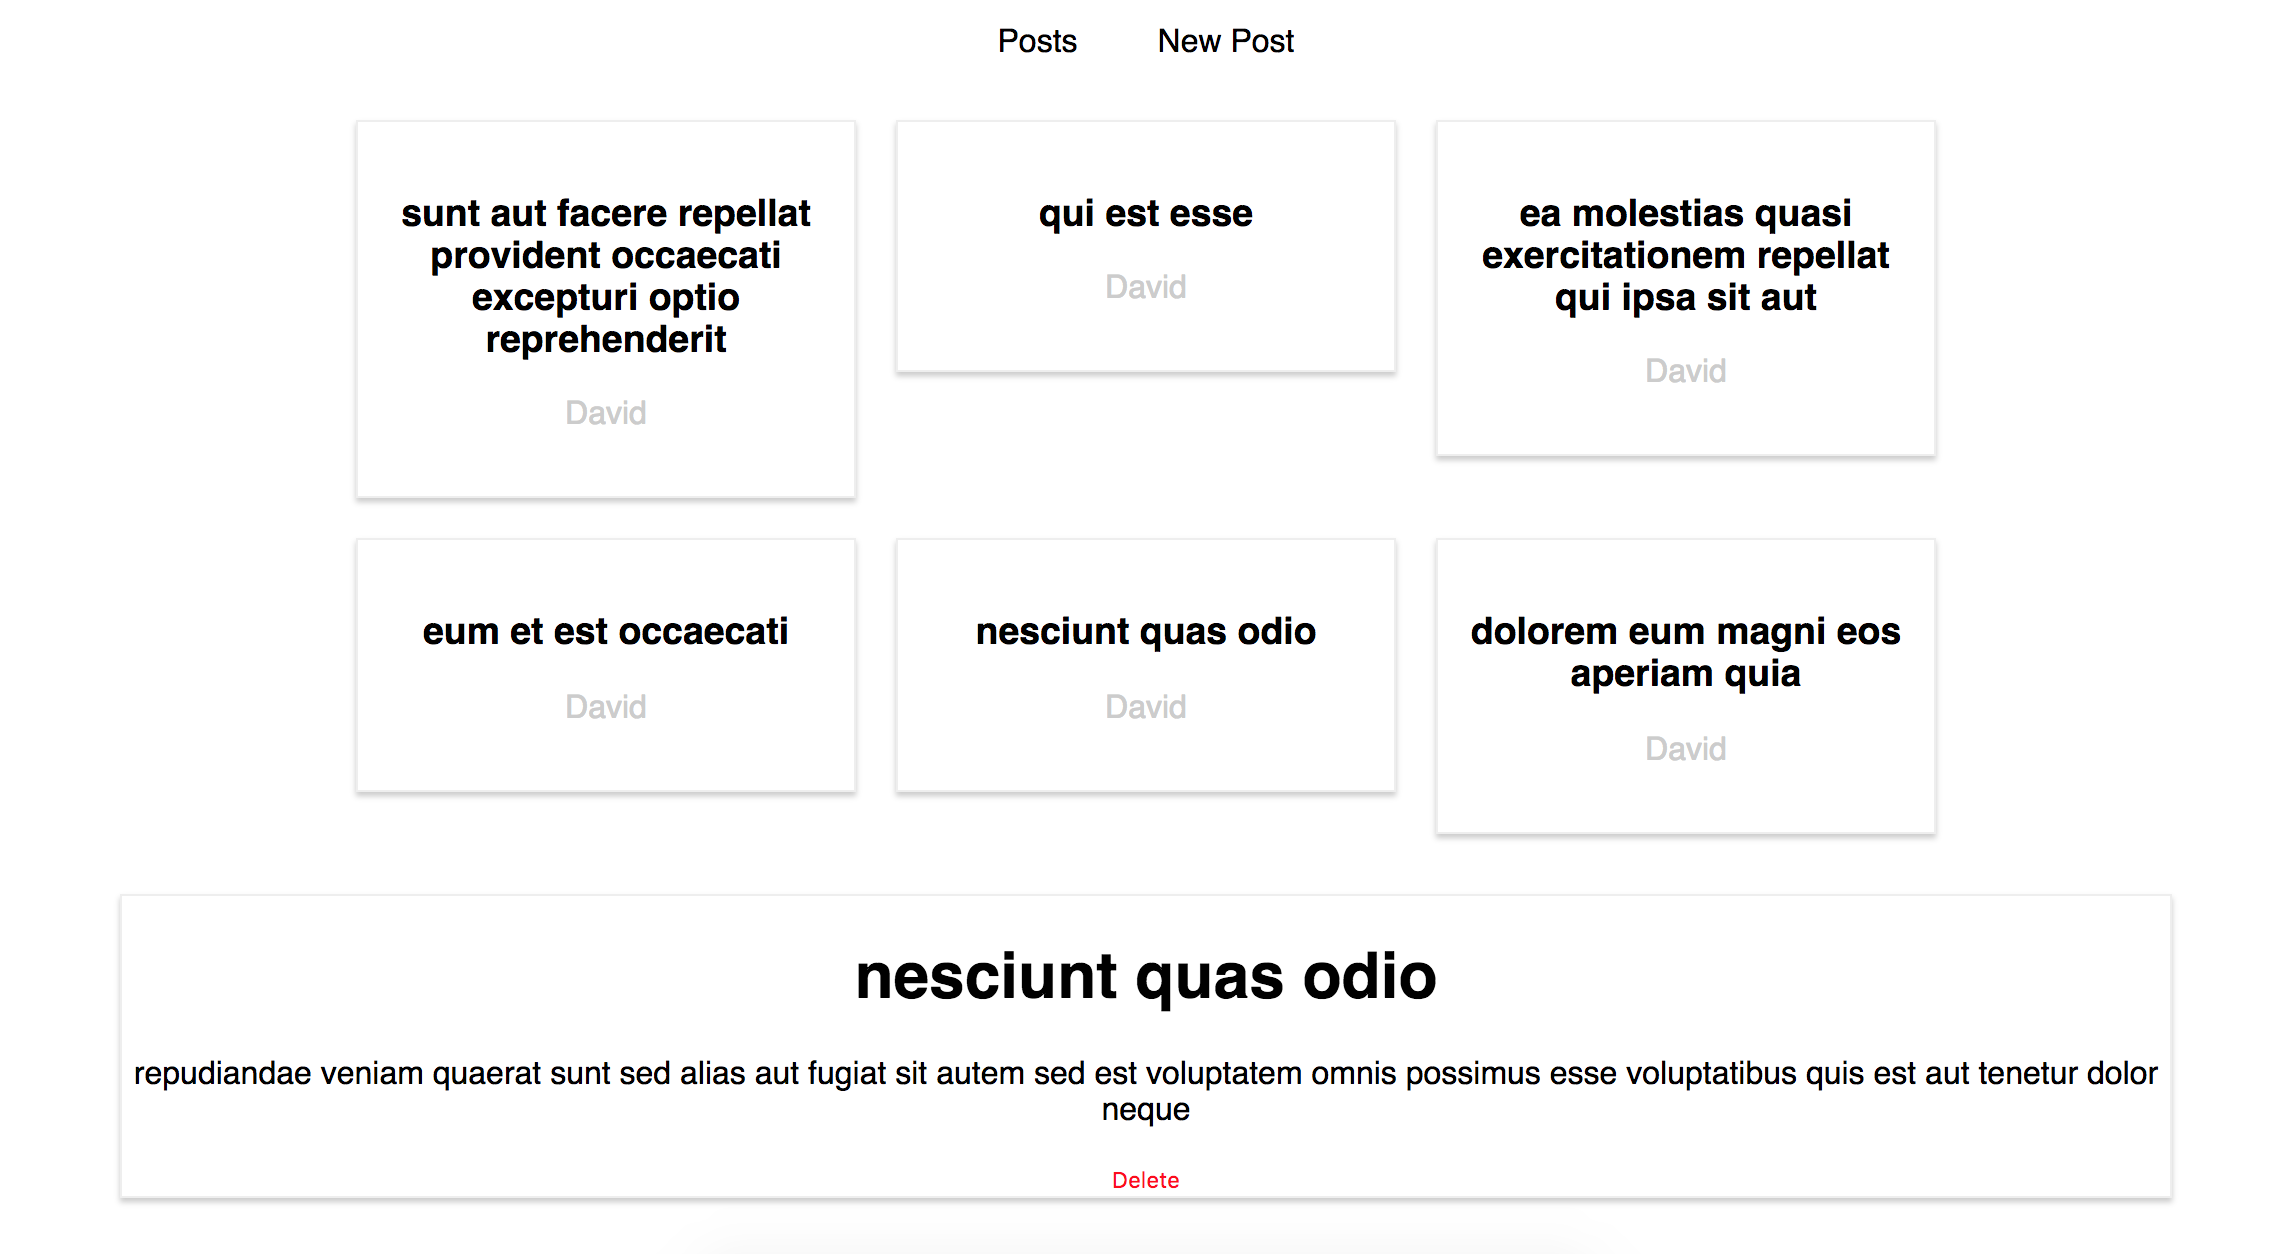 Posts New Post
sunt aut facere repellat
provident occaecati
excepturi optio
reprehenderit
David
qui est esse
David
ea molestias quasi
exercitationem repellat
qui ipsa sit aut
David
eum et est occaecati
David
nesciunt quas odio
David
dolorem eum magni eos
aperiam quia
David
nesciunt quas odio
repudiandae veniam quaerat sunt sed alias aut fugiat sit autem sed est voluptatem omnis possimus esse voluptatibus quis est aut tenetur dolor
neque
Delete